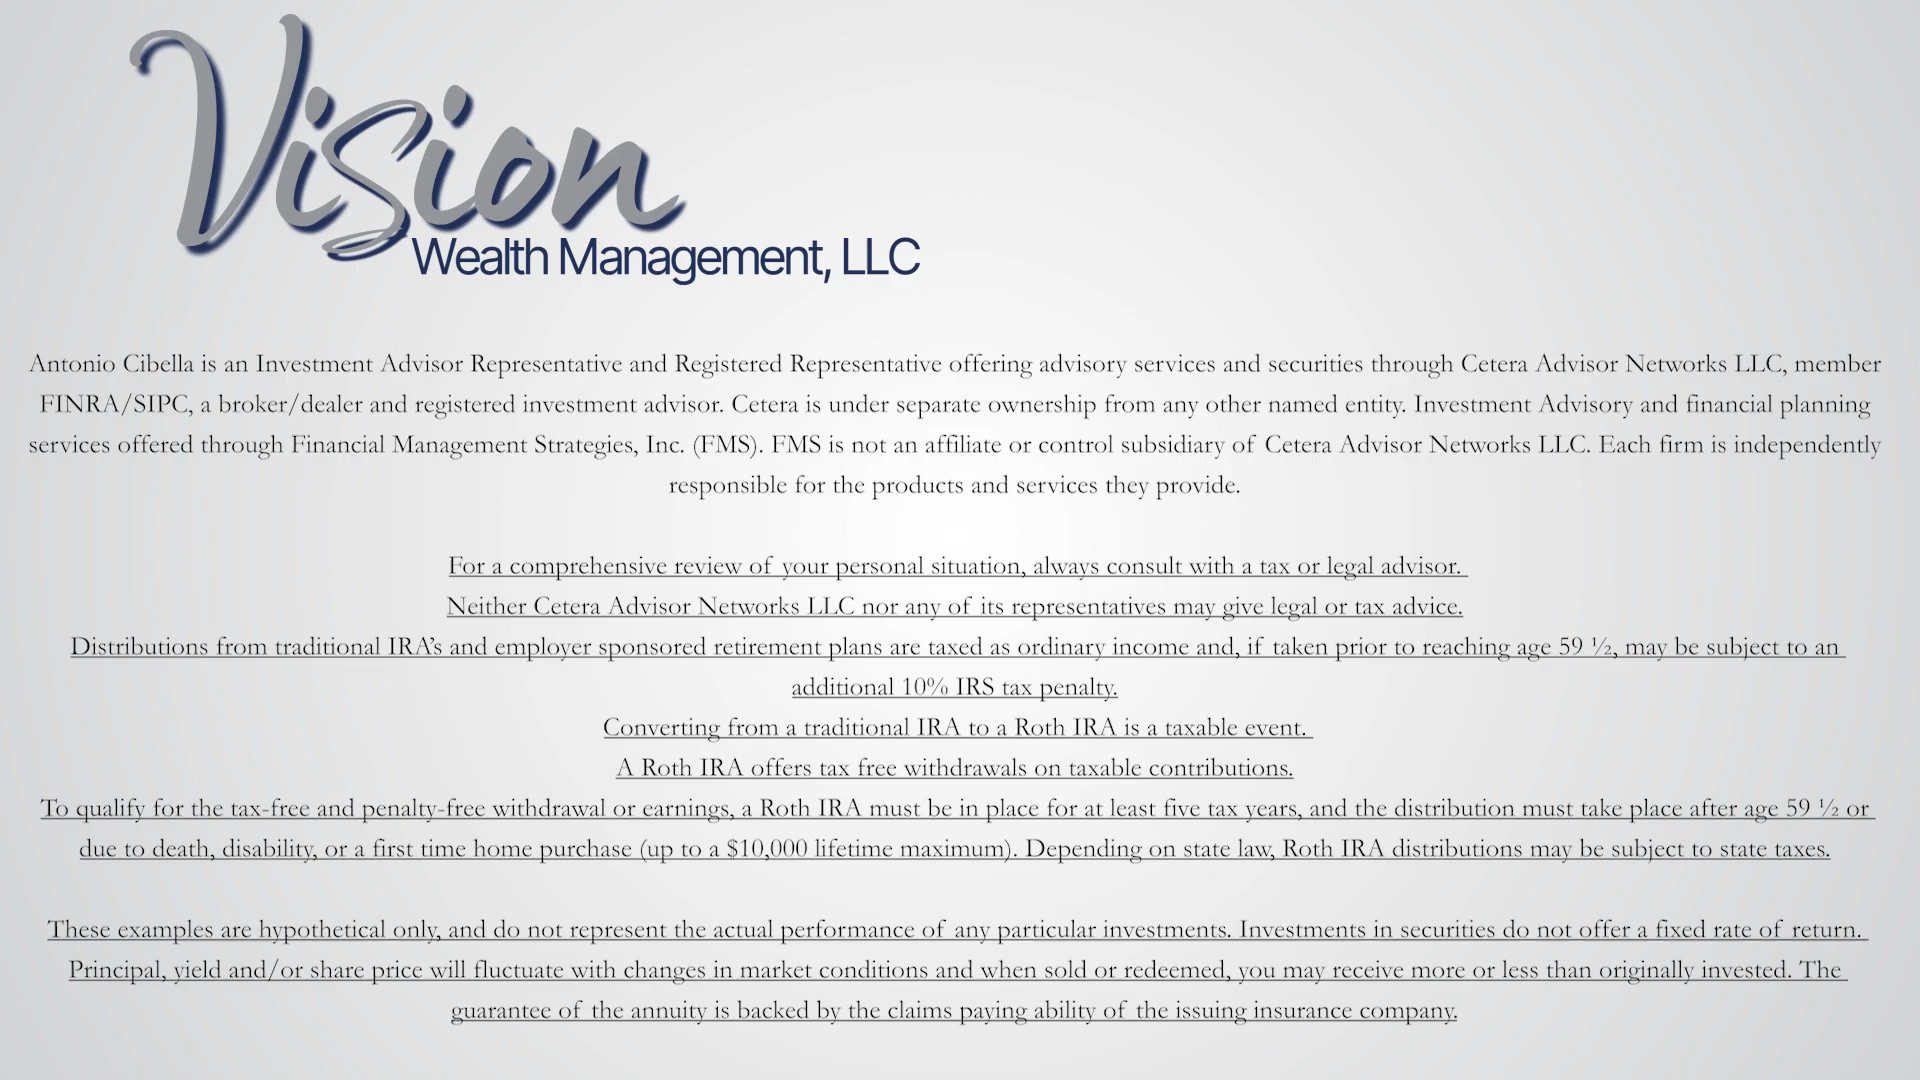 Vision
Wealth Management, LLC
Antonio Cibella is an Investment Advisor Representative and Registered Representative offering advisory services and securities through Cetera Advisor Networks LLC, member
FINRA/SIPC, a broker/dealer and registered investment advisor. Cetera is under separate ownership from any other named entity. Investment Advisory and financial planning
services offered through Financial Management Strategies, Inc. (FMS). FMS is not an affiliate or control subsidiary of Cetera Advisor Networks LLC. Each firm is independently
responsible for the products and services they provide.
For a comprehensive review of your personal situation, always consult with a tax or legal advisor.
Neither Cetera Advisor Networks LLC nor any of its representatives may give legal or tax advice.
Distributions from traditional IRA's and employer sponsored retirement plans are taxed as ordinary income and, if taken prior to reaching age 59 ½, may be subject to an
additional 10% IRS tax penalty.
Converting from a traditional IRA to a Roth IRA is a taxable event.
A Roth IRA offers tax free withdrawals on taxable contributions.
To qualify for the tax-free and penalty-free withdrawal or earnings, a Roth IRA must be in place for at least five tax years, and the distribution must take place after age 59 ½ or
due to death, disability, or a first time home purchase (up to a $10,000 lifetime maximum). Depending on state law, Roth IRA distributions may be subject to state taxes.
These examples are hypothetical only, and do not represent the actual performance of any particular investments. Investments in securities do not offer a fixed rate of return.
Principal, yield and/or share price will fluctuate with changes in market conditions and when sold or redeemed, you may receive more or less than originally invested. The
guarantee of the annuity is backed by the claims paying ability of the issuing insurance company.